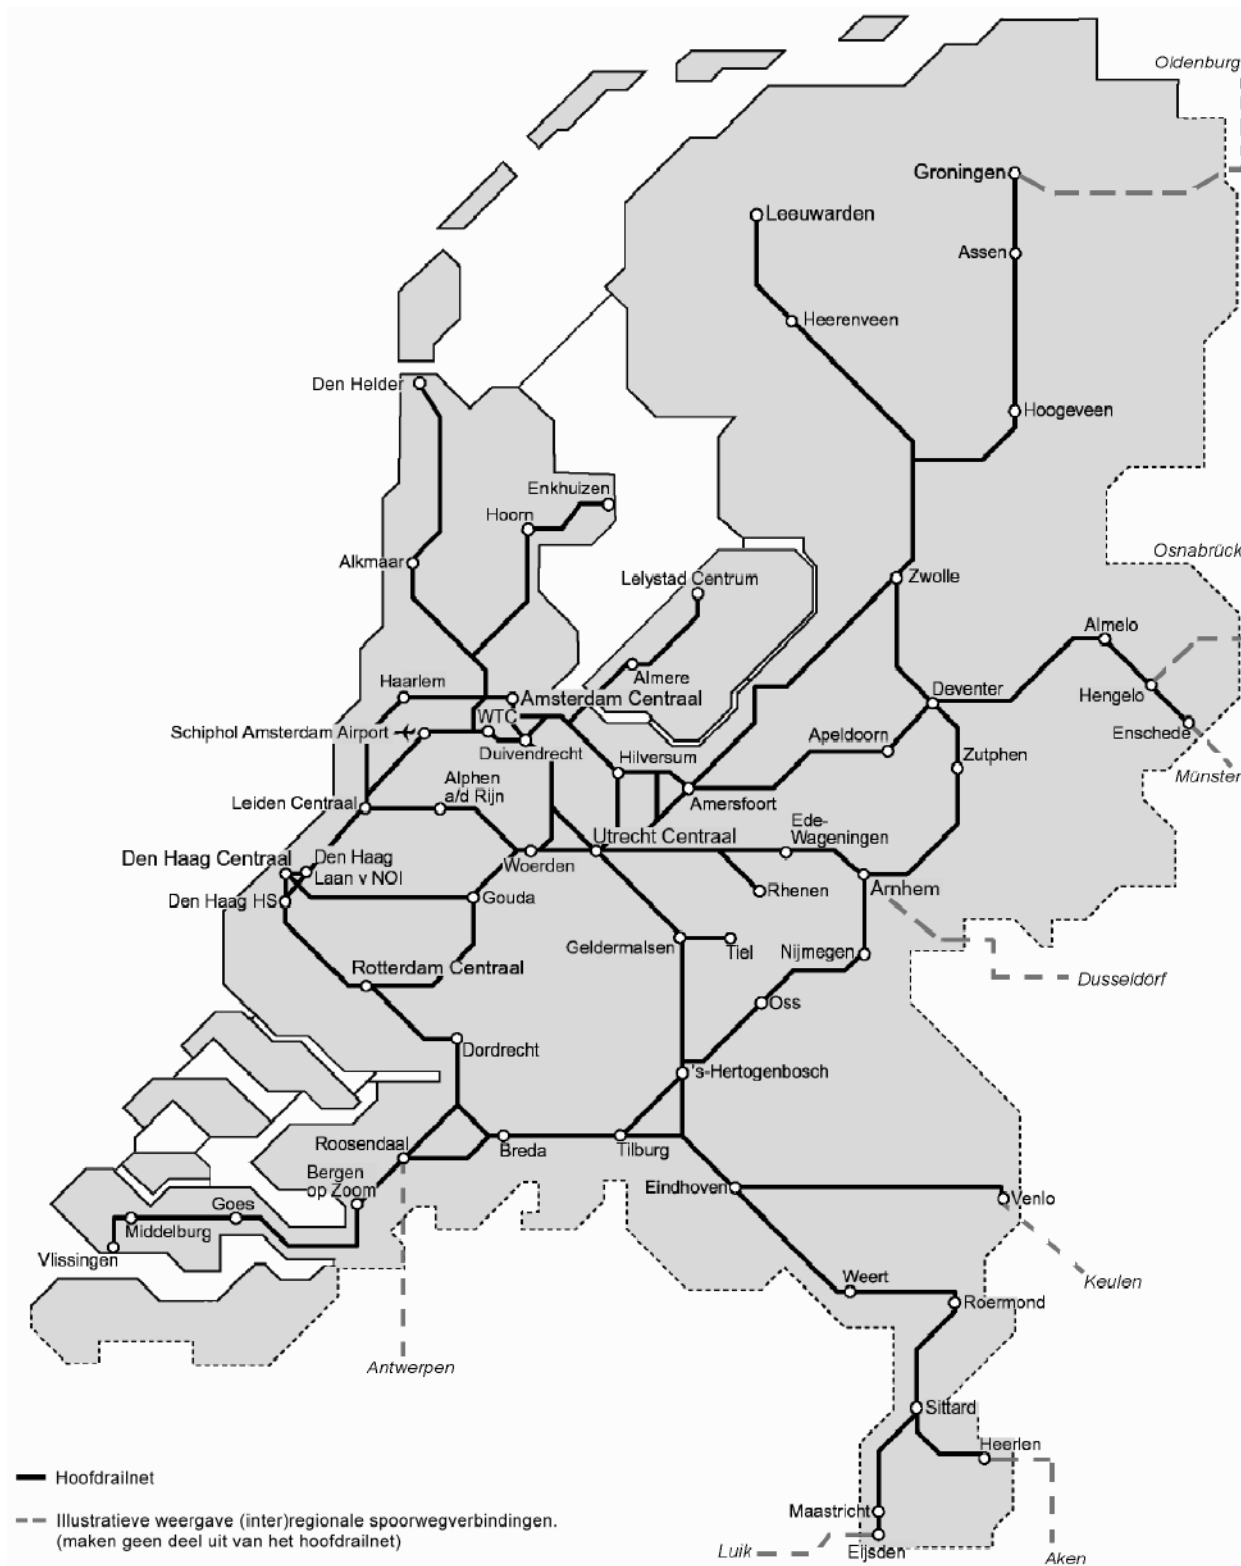 Oldenburg
Groningen
Leeuwarden
Assen
Heerenveen
Den Helder
Hoogeveen
Enkhuizen
Hoorn
Alkmaar
Osnabrück
Lelystad Centrum
Zwolle
Almelo
Almere
Haarlem
Amsterdam Centraal
Deventer
Hengelo
WTC
Schiphol Amsterdam Airport
Duivendrecht
Apeldoorn
Enschede
Hilversum
Zutphen
Münster
Alphen
a/d Rijn
Leiden Centraal
Amersfoort
Ede-
Wageningen
Utrecht Centraal
Den Haag Centraal
Den Haag
Laan v NOI
Woerden
Arnhem
Rhenen
Den Haag HS
Gouda
Geldermalsen
Tiel
Nijmegen
Rotterdam Centraal
Dusseldörf
Oss
Dordrecht
's-Hertogenbosch
Roosendaal
Breda
Tilburg
Bergen
op Zoom
Eindhoven
Venlo
Goes
Middelburg
Vlissingen
Weert
Keulen
Roermond
Antwerpen
Sittard
Heerlen
Hoofdrailnet
Maastricht
Illustratieve weergave (inter)regionale spoorwegverbindingen.
(maken geen deel uit van het hoofdrailnet)
Luik
Eijsden
Aken